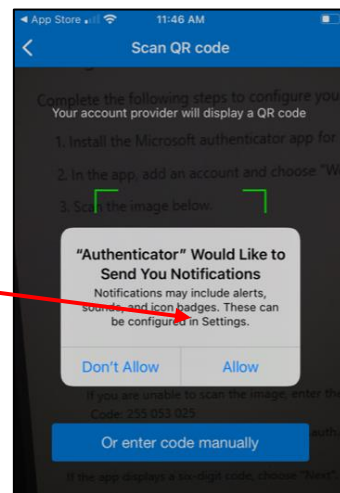 App Store
11:46 AM
Scan QR code
Complete the following steps to configure you
Your account provider will display a QR code
1. Install the Microsoft authenticator app for
2. In the app, add an account and choose "W
3. Scan the image below.
"Authenticator" Would Like to
Send You Notifications
Notifications may include alerts,
sounds, and icon badges. These can
be configured in Settings.
Don't Allow
Allow
If you are unable to scan the image, enter th
Code: 255 053 025
Or enter code manually
If the app displays a six-digit code, choose "Next".